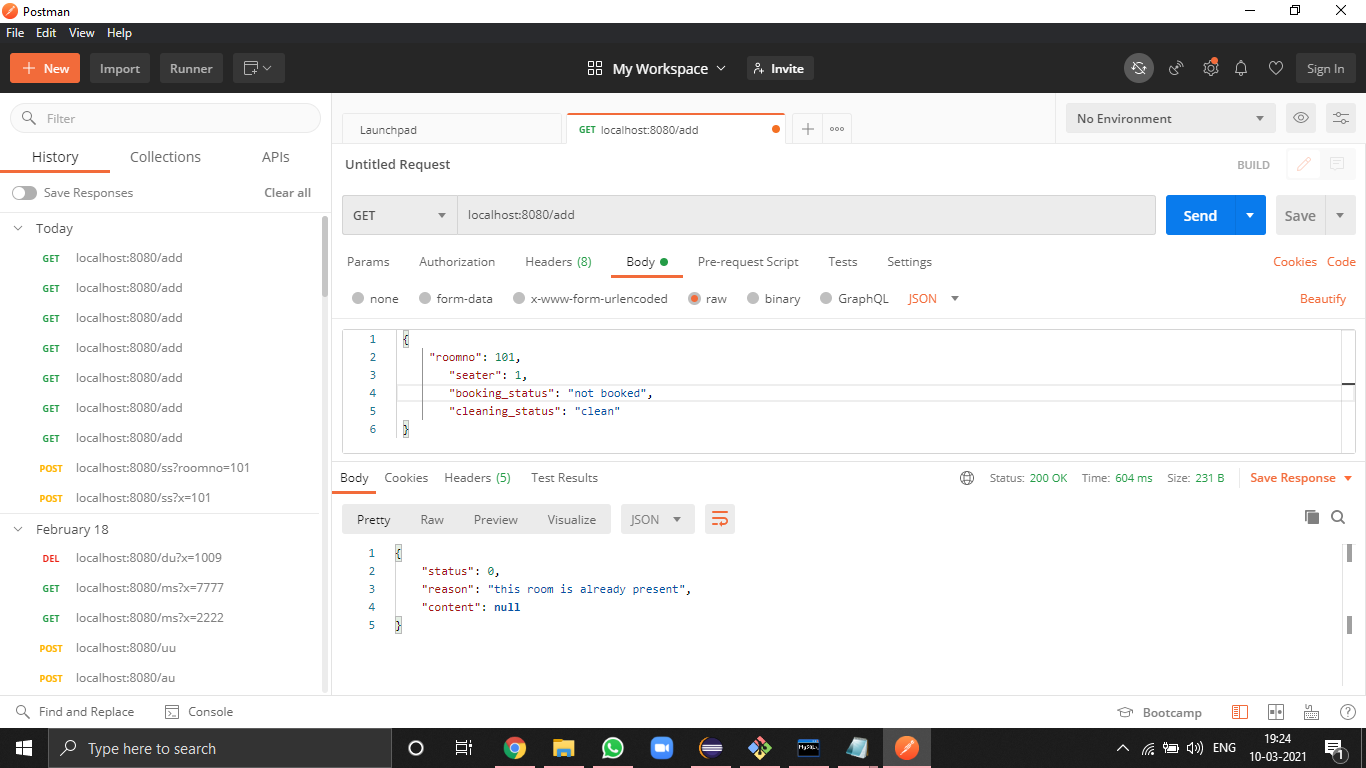 Postman
File Edit View Help
New Import Runner My Workspace Invite Sign In
Filter
History Collections APIs
Save Responses Clear all
Today
GET localhost:8080/add
GET localhost:8080/add
GET localhost:8080/add
GET localhost:8080/add
GET localhost:8080/add
GET localhost:8080/add
GET localhost:8080/add
POST localhost:8080/ss?roomno=101
POST localhost:8080/ss?x=101
February 18
DEL localhost:8080/du?x=1009
GET localhost:8080/ms?x=7777
GET localhost:8080/ms?x=2222
POST localhost:8080/uu
POST localhost:8080/au
Launchpad GET localhost:8080/add No Environment
Untitled Request BUILD
GET localhost:8080/add Send Save
Params Authorization Headers (8) Body Pre-request Script Tests Settings Cookies Code
none form-data x-www-form-urlencoded raw binary GraphQL JSON Beautify
1 {
2 "roomno": 101,
3 "seater": 1,
4 "booking_status": "not booked",
5 "cleaning_status": "clean"
6 }
Body Cookies Headers (5) Test Results Status: 200 OK Time: 604 ms Size: 231 B Save Response
Pretty Raw Preview Visualize JSON
1 {
2 "status": 0,
3 "reason": "this room is already present",
4 "content": null
5 }
Find and Replace Console Bootcamp
Type here to search MySQL ENG 19:24
10-03-2021 1